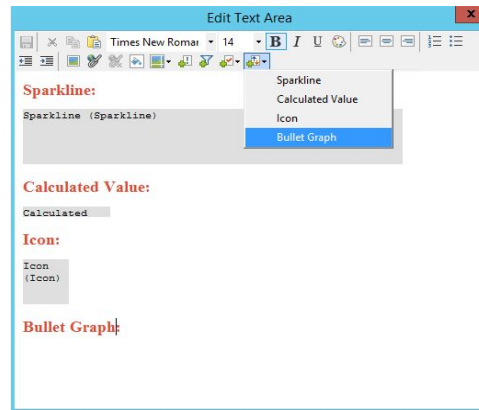 Edit Text Area
x
Times New Romar 14 B I U
Sparkline
Calculated Value
Icon
Bullet Graph
Sparkline:
Sparkline (Sparkline)
Calculated Value:
Calculated
Icon:
Icon
(Icon)
Bullet Graph: